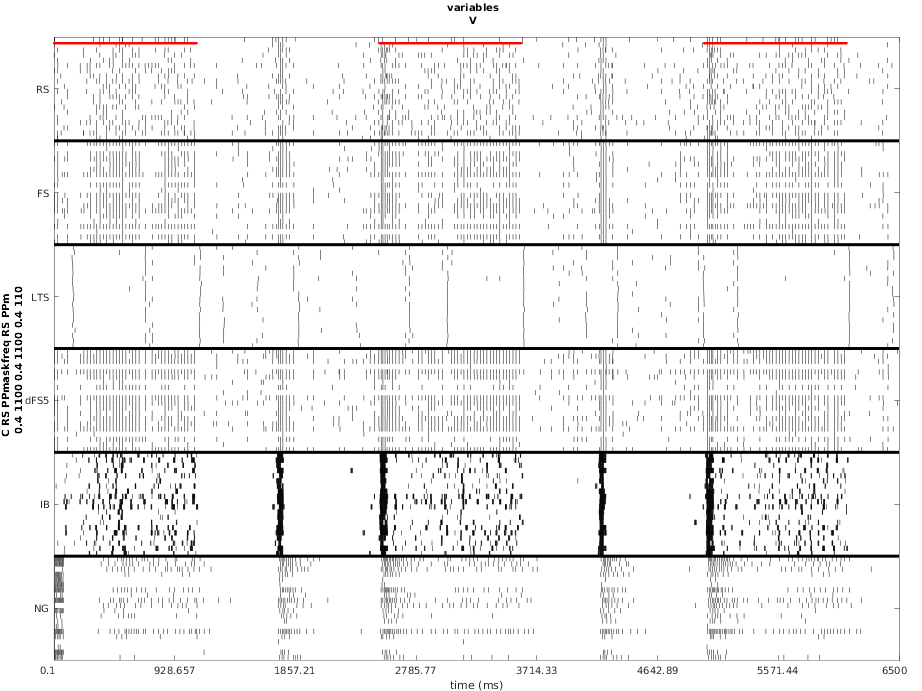 variables
V
RS
FS
LTS
dFS5
IB
NG
C RS PPmaskfreq RS PPm
0.4 1100 0.4 1100 0.4 110
0.1 928.657 1857.21 2785.77 3714.33 4642.89 5571.44 6500
time (ms)